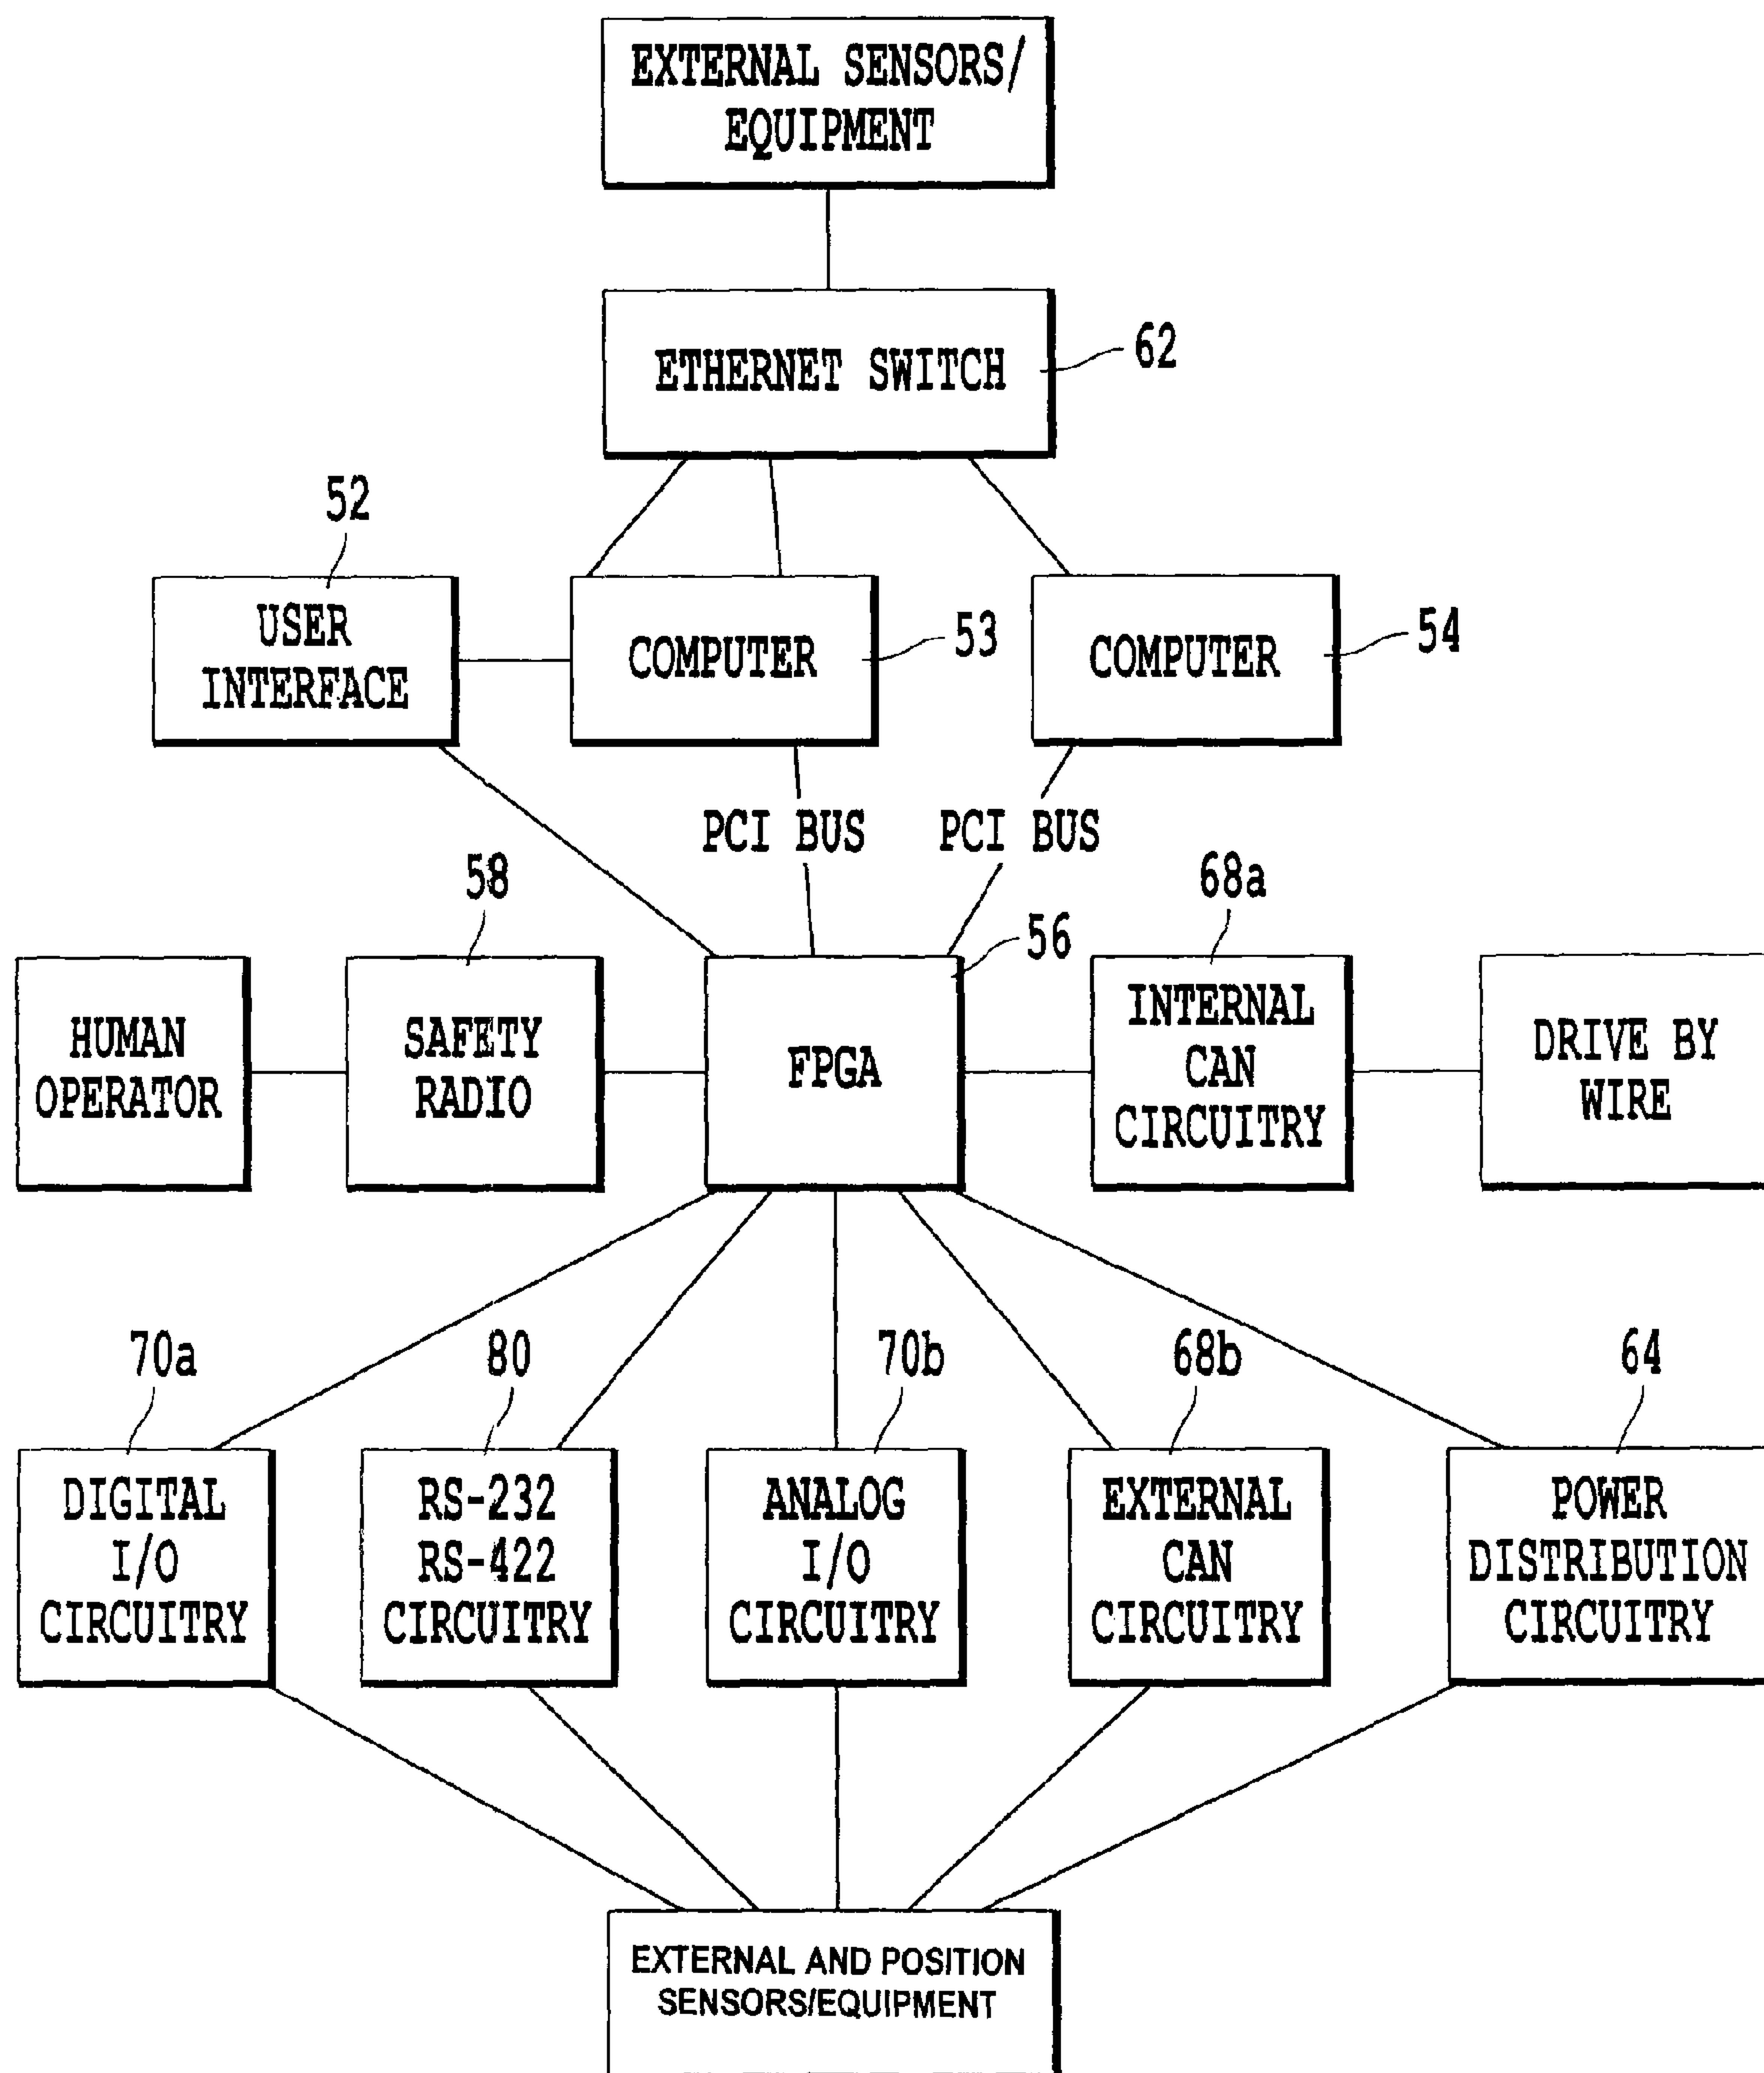 EXTERNAL SENSORS/
EQUIPMENT
ETHERNET SWITCH
62
52
USER
INTERFACE
COMPUTER
53
COMPUTER
54
PCI BUS
PCI BUS
58
56
68a
HUMAN
OPERATOR
SAFETY
RADIO
FPGA
INTERNAL
CAN
CIRCUITRY
DRIVE BY
WIRE
70a
80
70b
68b
64
DIGITAL
I/O
CIRCUITRY
RS-232
RS-422
CIRCUITRY
ANALOG
I/O
CIRCUITRY
EXTERNAL
CAN
CIRCUITRY
POWER
DISTRIBUTION
CIRCUITRY
EXTERNAL AND POSITION
SENSORS/EQUIPMENT